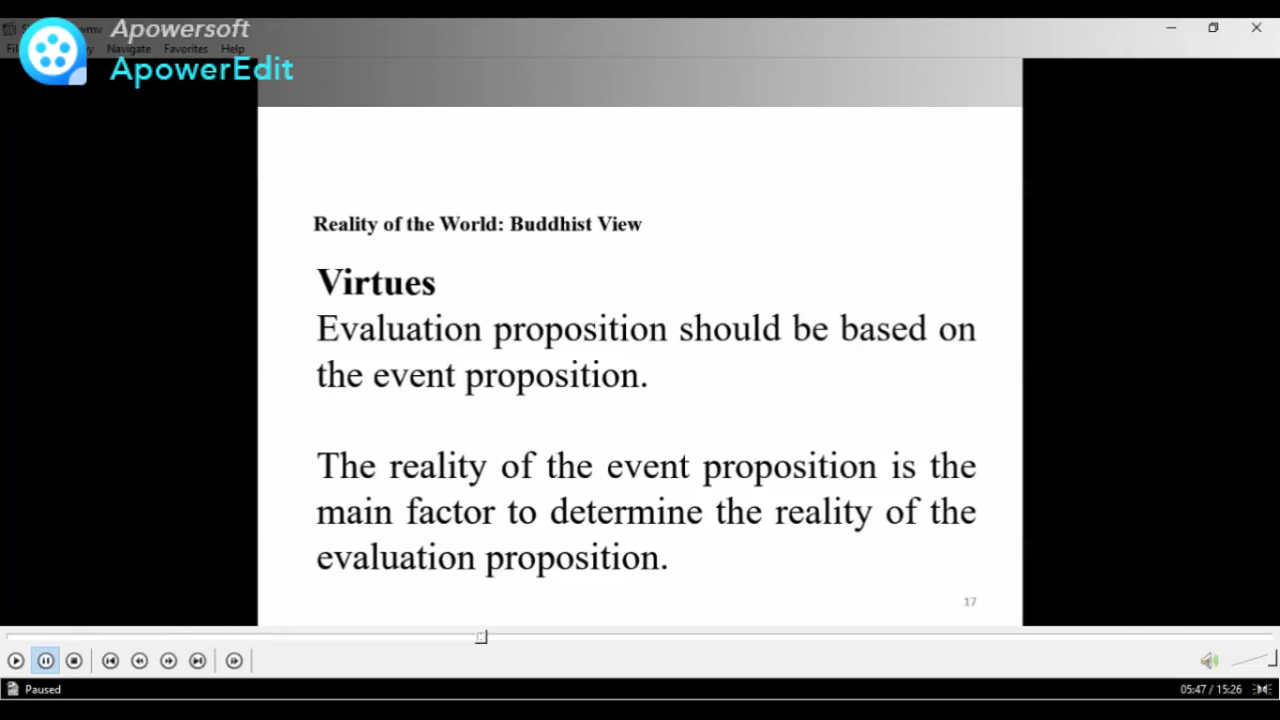 Apowersoft
ApowerEdit
Navigate Favorites Help
Reality of the World: Buddhist View
Virtues
Evaluation proposition should be based on
the event proposition.
The reality of the event proposition is the
main factor to determine the reality of the
evaluation proposition.
17
Paused
05:47 / 15:26